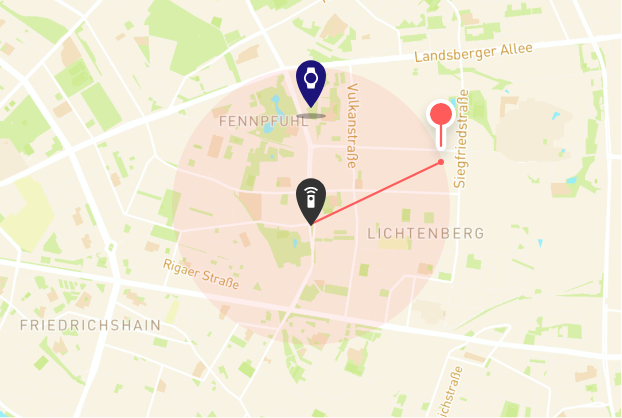 Landsberger Allee
FENNPFUHL
Vulkanstraße
Siegfriedstraße
LICHTENBERG
Rigaer Straße
FRIEDRICHSHAIN